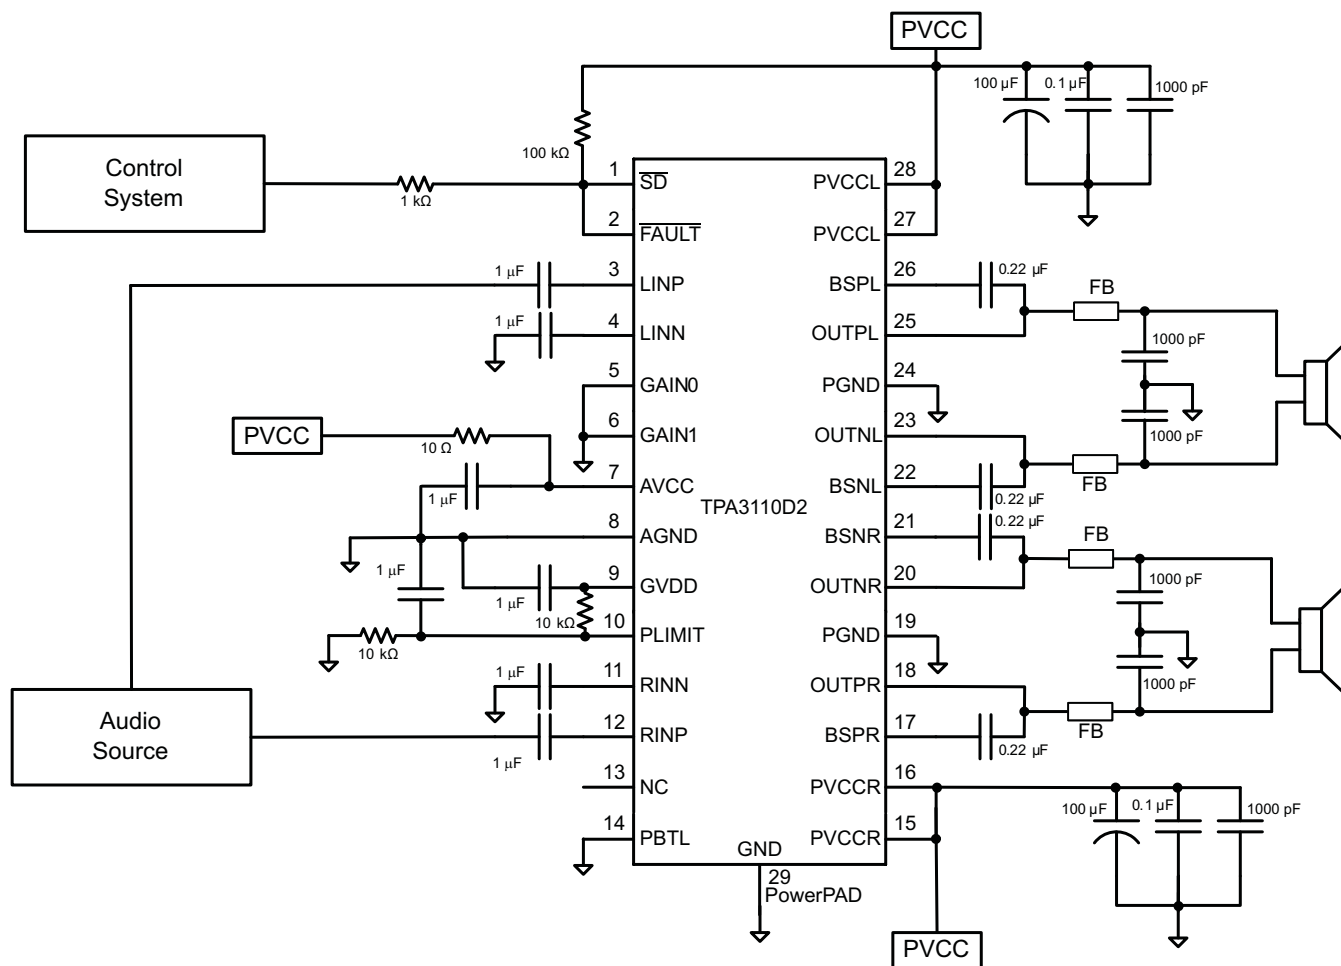 PVCC
100 µF
0.1 µF
1000 pF
Control
System
1 kΩ
100 kΩ
1
SD
28
PVCCL
2
FAULT
27
PVCCL
1 µF
3
LINP
26
BSPL
0.22 µF
FB
1 µF
4
LINN
25
OUTPL
1000 pF
5
GAIN0
24
PGND
PVCC
10 Ω
6
GAIN1
23
OUTNL
1000 pF
1 µF
7
AVCC
22
BSNL
0.22 µF
FB
TPA3110D2
8
AGND
21
BSNR
0.22 µF
FB
1 µF
1 µF
9
GVDD
20
OUTNR
1000 pF
10 kΩ
10 kΩ
10
PLIMIT
19
PGND
1 µF
11
RINN
18
OUTPR
1000 pF
Audio
Source
1 µF
12
RINP
17
BSPR
0.22 µF
FB
13
NC
16
PVCCR
100 µF
0.1 µF
1000 pF
14
PBTL
15
PVCCR
GND
29
PowerPAD
PVCC